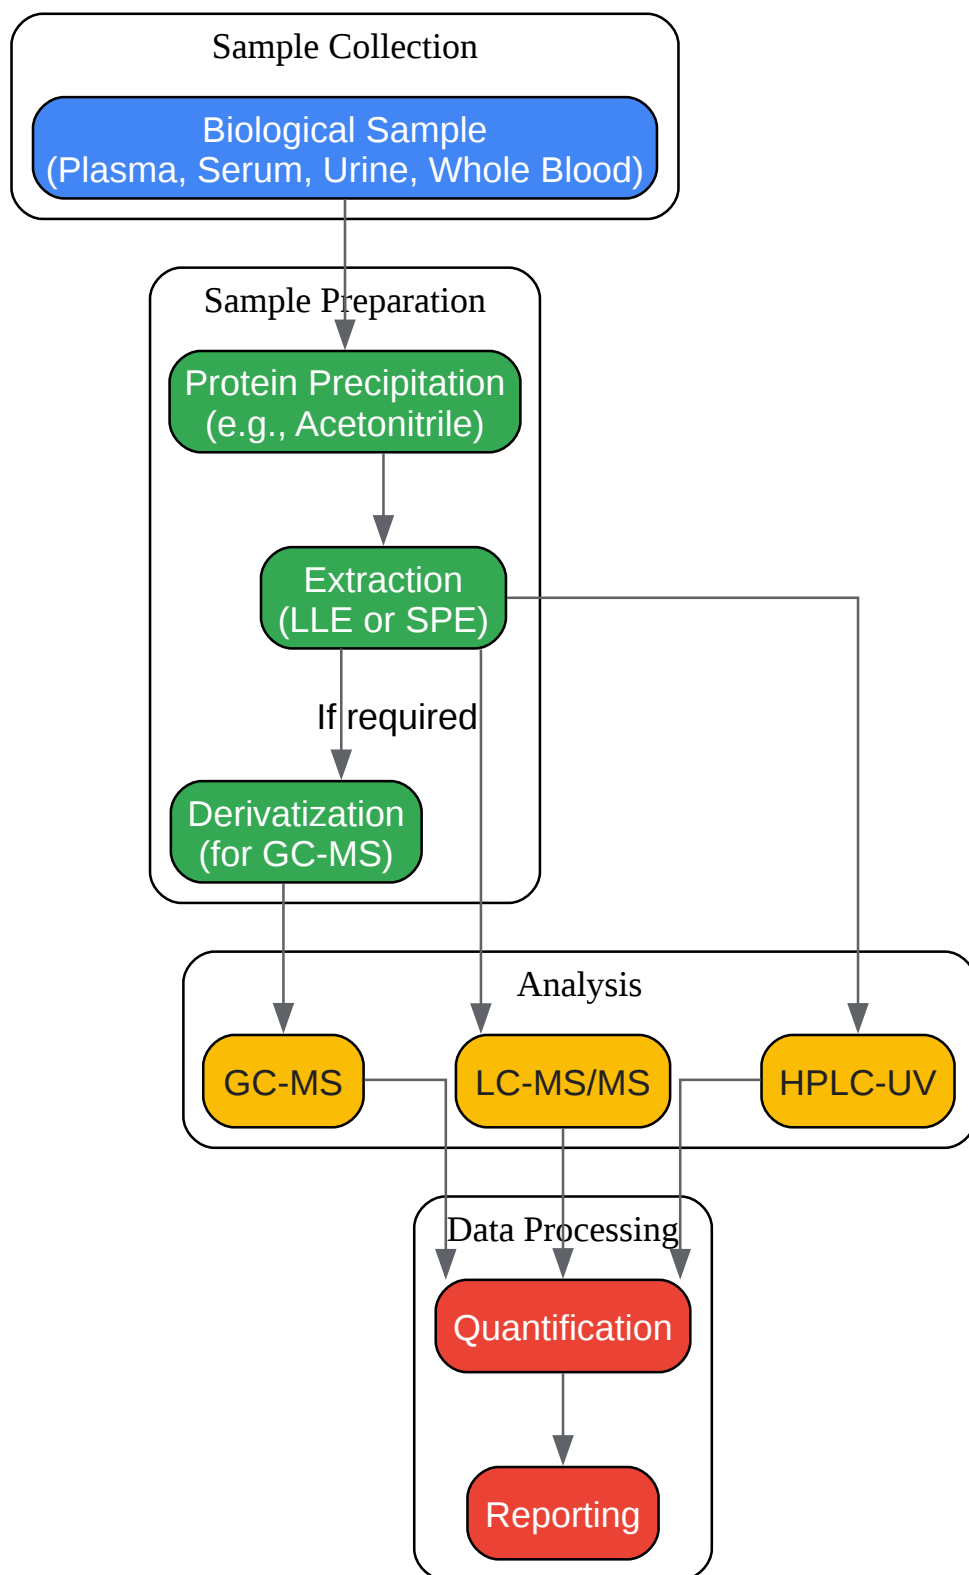 Sample Collection
Biological Sample
(Plasma, Serum, Urine, Whole Blood)
Sample Preparation
Protein Precipitation
(e.g., Acetonitrile)
Extraction
(LLE or SPE)
If required
Derivatization
(for GC-MS)
Analysis
GC-MS
LC-MS/MS
HPLC-UV
Data Processing
Quantification
Reporting